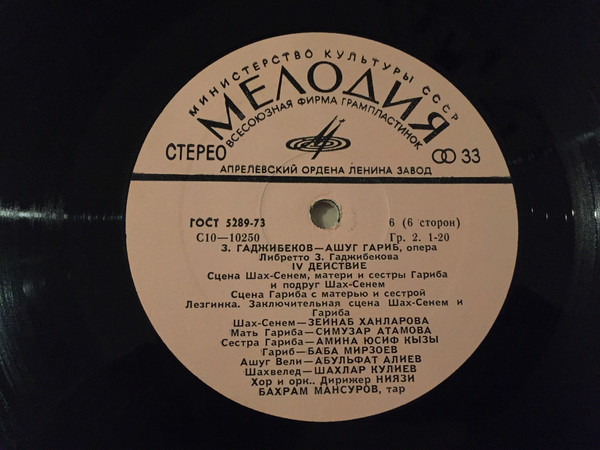 МИНИСТЕРСТВО КУЛЬТУРЫ СССР
МЕЛОДИЯ
ВСЕСОЮЗНАЯ ФИРМА ГРАМПЛАСТИНОК
СТЕРЕО
33
АПРЕЛЕВСКИЙ ОРДЕНА ЛЕНИНА ЗАВОД
ГОСТ 5289-73 6 (6 сторон)
С10—10250 Гр. 2. 1-20
З. ГАДЖИБЕКОВ—АШУГ ГАРИБ, опера
Либретто З. Гаджибекова
IV ДЕЙСТВИЕ
Сцена Шах-Сенем, матери и сестры Гариба
и подруг Шах-Сенем
Сцена Гариба с матерью и сестрой
Лезгинка. Заключительная сцена Шах-Сенем и
Гариба
Шах-Сенем—ЗЕЙНАБ ХАНЛАРОВА
Мать Гариба—СИМУЗАР АТАМОВА
Сестра Гариба—АМИНА ЮСИФ КЫЗЫ
Гариб—БАБА МИРЗОЕВ
Ашуг Вели—АБУЛЬФАТ АЛИЕВ
Шахвелед—ШАХЛАР КУЛИЕВ
Хор и орк.. Дирижер НИЯЗИ
БАХРАМ МАНСУРОВ, тар